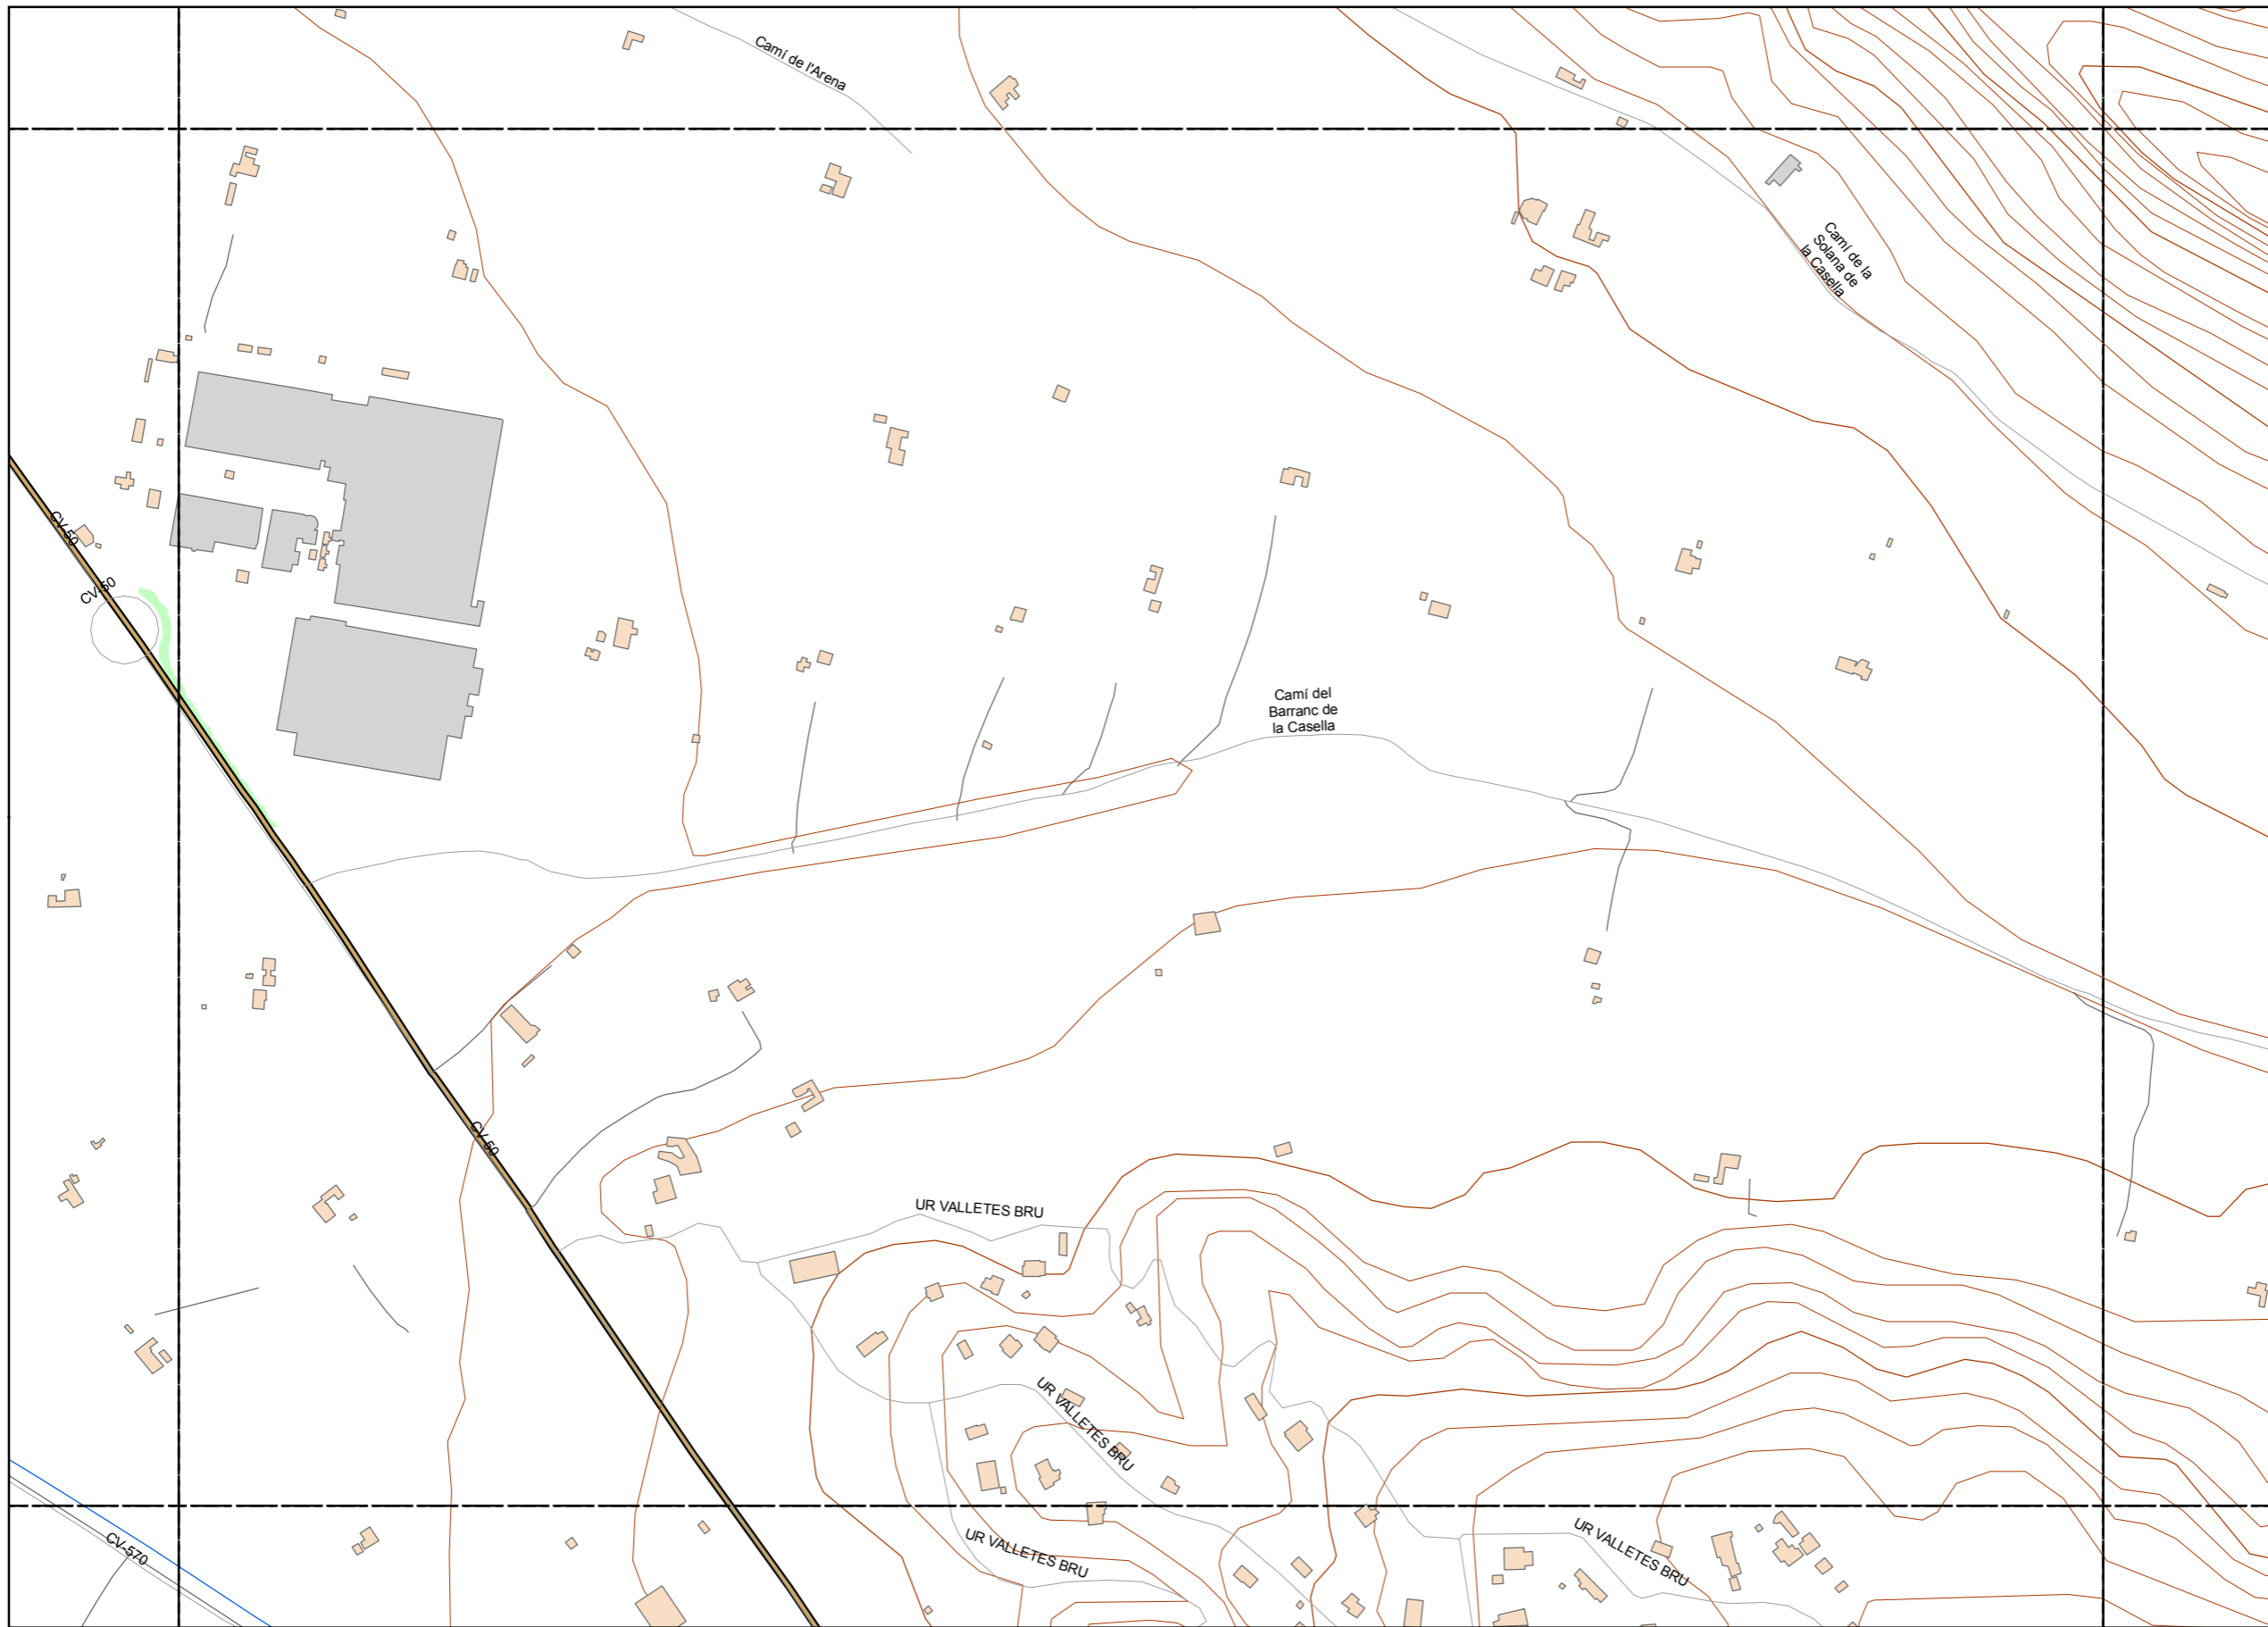 Camí de l'Arena
Camí de la
Solana de
la Casella
CV-50
CV-50
Camí del
Barranc de
la Casella
CV-50
UR VALLETES BRU
UR VALLETES BRU
UR VALLETES BRU
UR VALLETES BRU
CV-570